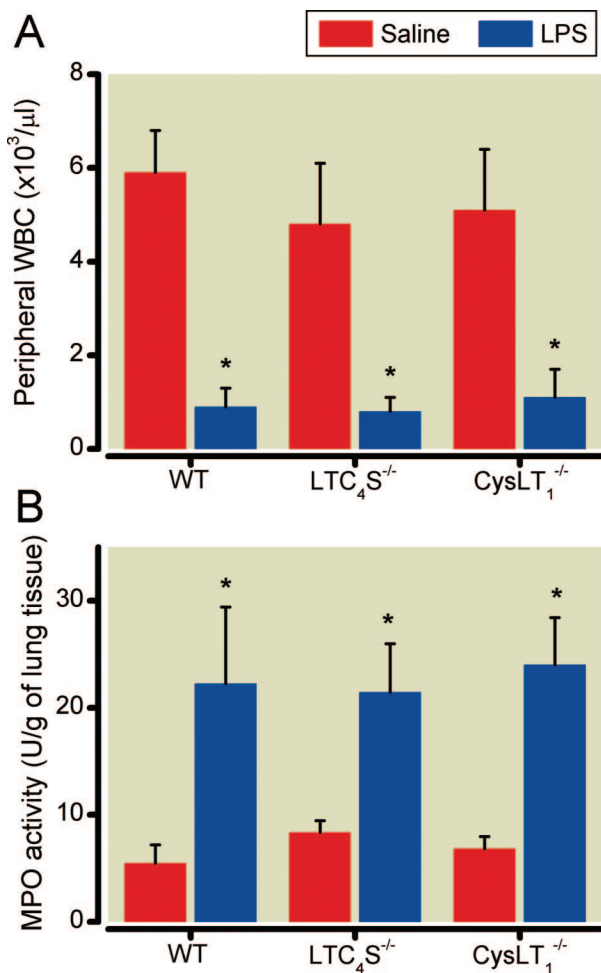 A
Saline LPS
Peripheral WBC (x10³/µl)
8
6
4
2
0
* * *
WT LTC₄S⁻/⁻ CysLT₁⁻/⁻
B
MPO activity (U/g of lung tissue)
30
20
10
0
* * *
WT LTC₄S⁻/⁻ CysLT₁⁻/⁻